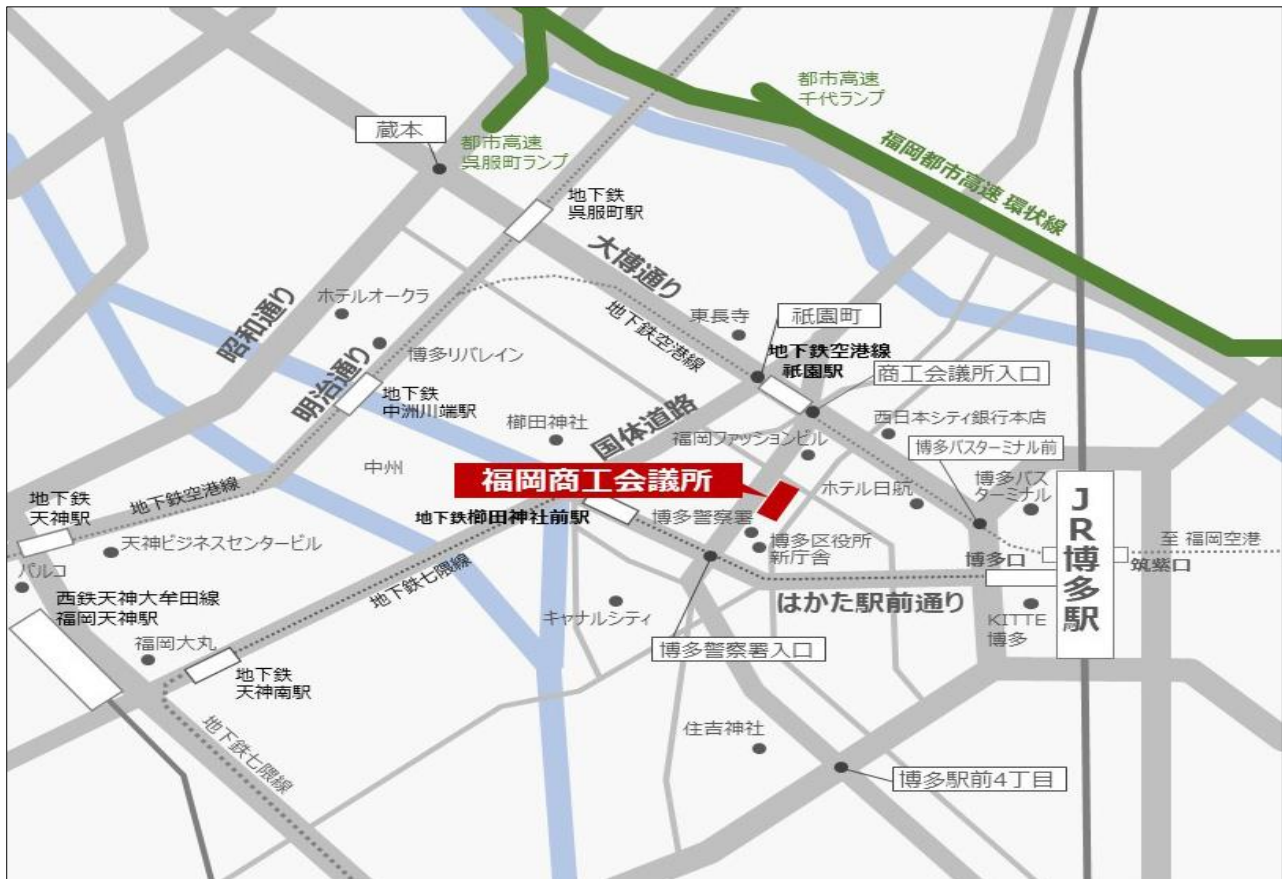 都市高速
千代ランプ
蔵本
都市高速
呉服町ランプ
福岡都市高速 環状線
地下鉄
呉服町駅
大博通り
昭和通り
ホテルオークラ
東長寺
祇園町
地下鉄空港線
明治通り
博多リバレイン
地下鉄空港線
祇園駅
商工会議所入口
地下鉄
中洲川端駅
櫛田神社
国体道路
西日本シティ銀行本店
福岡ファッションビル
博多バスターミナル前
中州
福岡商工会議所
ホテル日航
博多バス
ターミナル
JR博多駅
地下鉄
天神駅
地下鉄空港線
地下鉄櫛田神社前駅
博多警察署
天神ビジネスセンタービル
博多区役所
新庁舎
博多口
筑紫口
至 福岡空港
パルコ
地下鉄七隈線
はかた駅前通り
西鉄天神大牟田線
福岡天神駅
キャナルシティ
KITTE
博多
福岡大丸
博多警察署入口
地下鉄
天神南駅
地下鉄七隈線
住吉神社
博多駅前4丁目